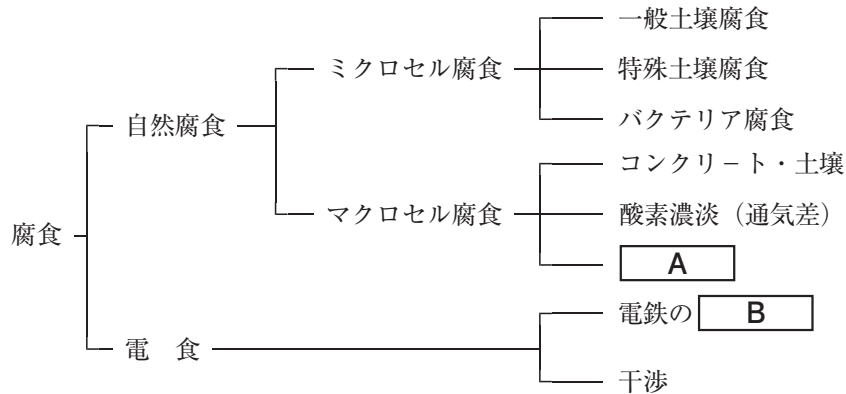 一般土壌腐食
ミクロセル腐食
特殊土壌腐食
自然腐食
バクテリア腐食
コンクリート・土壌
マクロセル腐食
酸素濃淡（通気差）
腐食
A
電鉄の B
電　食
干渉